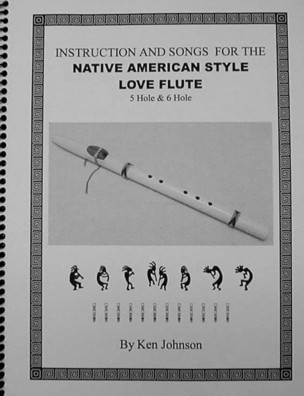 INSTRUCTION AND SONGS FOR THE
NATIVE AMERICAN STYLE
LOVE FLUTE
5 Hole & 6 Hole
By Ken Johnson